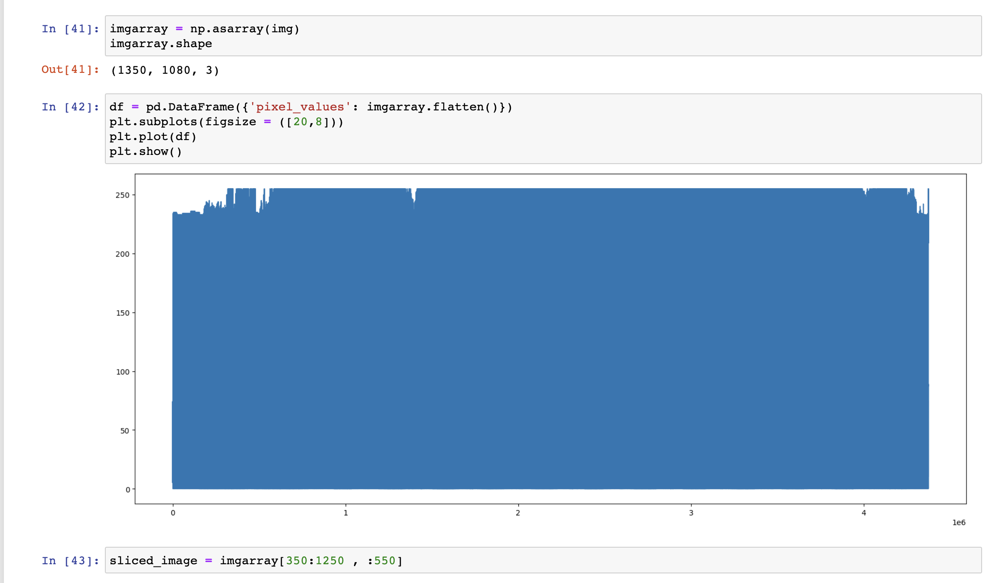 In [41]: imgarray = np.asarray(img)
imgarray.shape
Out[41]: (1350, 1080, 3)
In [42]: df = pd.DataFrame({'pixel_values': imgarray.flatten()})
plt.subplots(figsize = ([20,8]))
plt.plot(df)
plt.show()
250
200
150
100
50
0
0 1 2 3 4
1e6
In [43]: sliced_image = imgarray[350:1250 , :550]